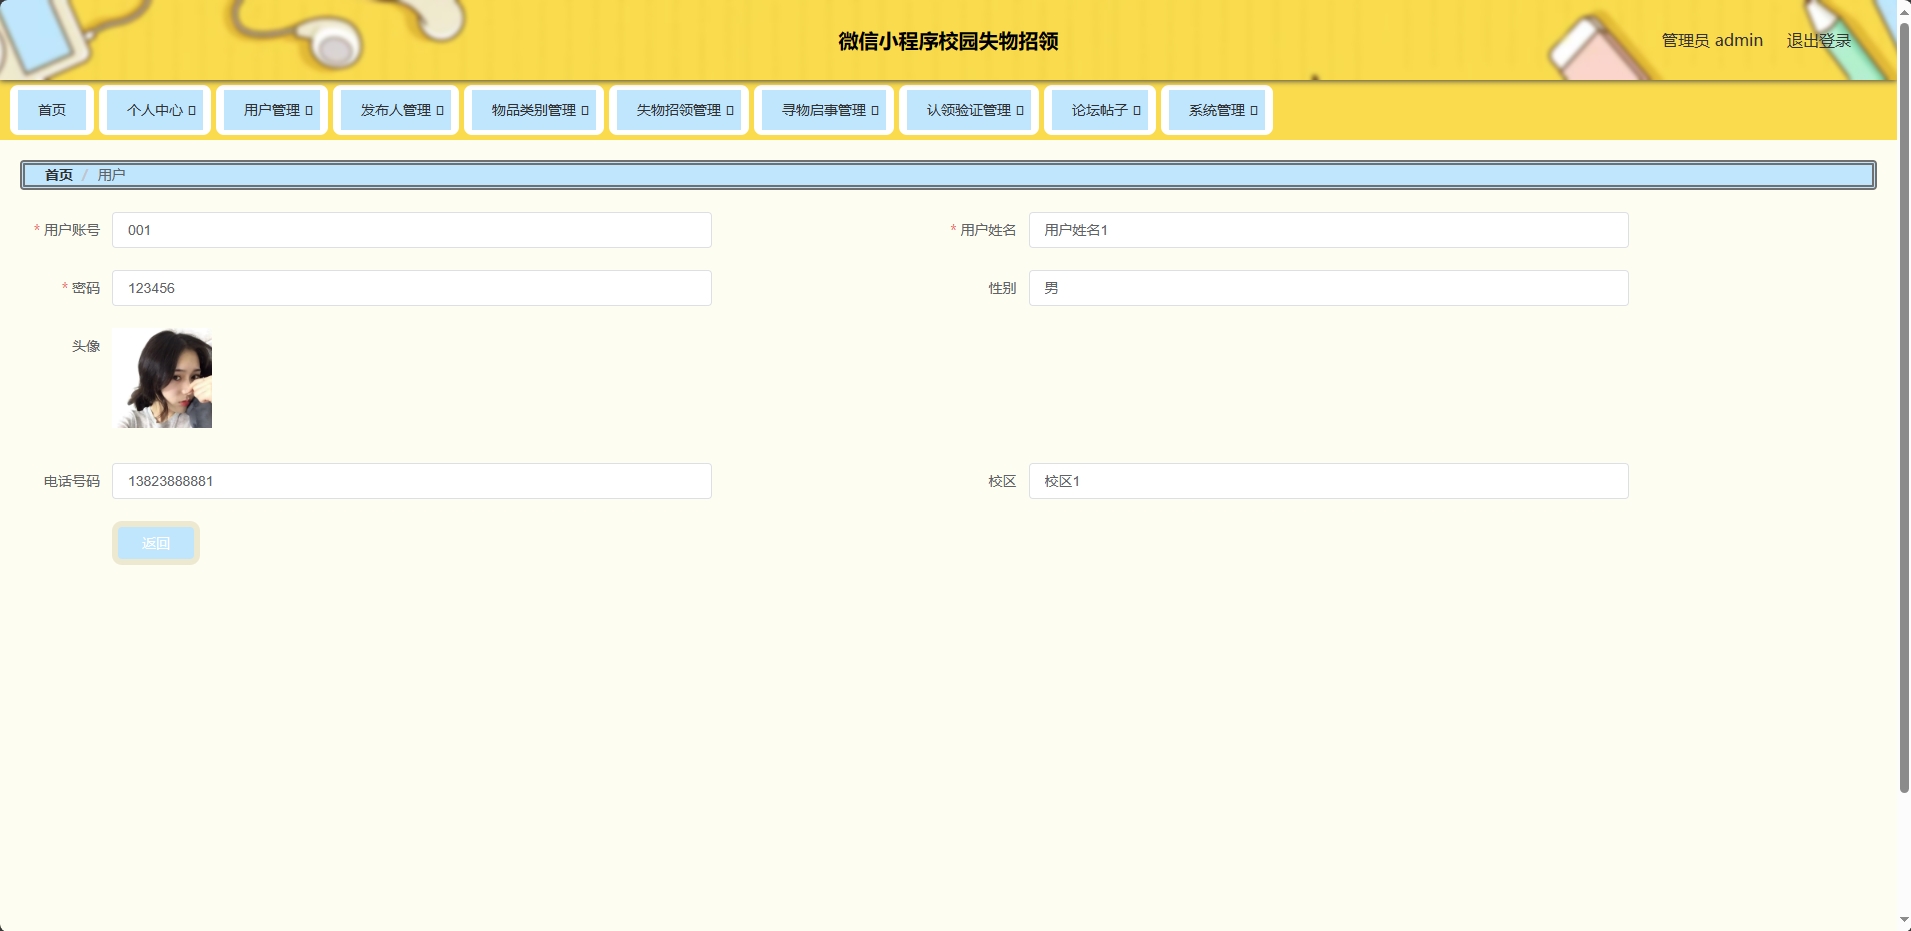 微信小程序校园失物招领
管理员 admin 退出登录
首页 个人中心 用户管理 发布人管理 物品类别管理 失物招领管理 寻物启事管理 认领验证管理 论坛帖子 系统管理
首页 / 用户
* 用户账号 001 * 用户姓名 用户姓名1
* 密码 123456 性别 男
头像
电话号码 13823888881 校区 校区1
返回